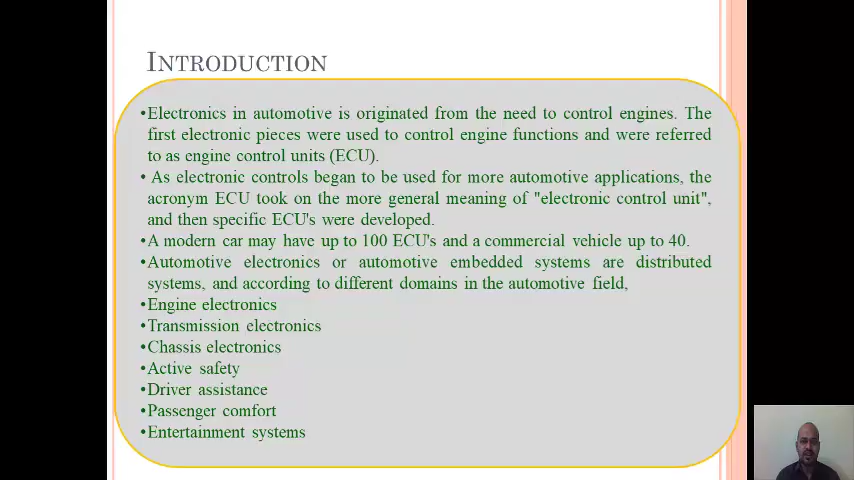 INTRODUCTION
•Electronics in automotive is originated from the need to control engines. The
first electronic pieces were used to control engine functions and were referred
to as engine control units (ECU).
• As electronic controls began to be used for more automotive applications, the
acronym ECU took on the more general meaning of "electronic control unit",
and then specific ECU's were developed.
•A modern car may have up to 100 ECU's and a commercial vehicle up to 40.
•Automotive electronics or automotive embedded systems are distributed
systems, and according to different domains in the automotive field,
•Engine electronics
•Transmission electronics
•Chassis electronics
•Active safety
•Driver assistance
•Passenger comfort
•Entertainment systems